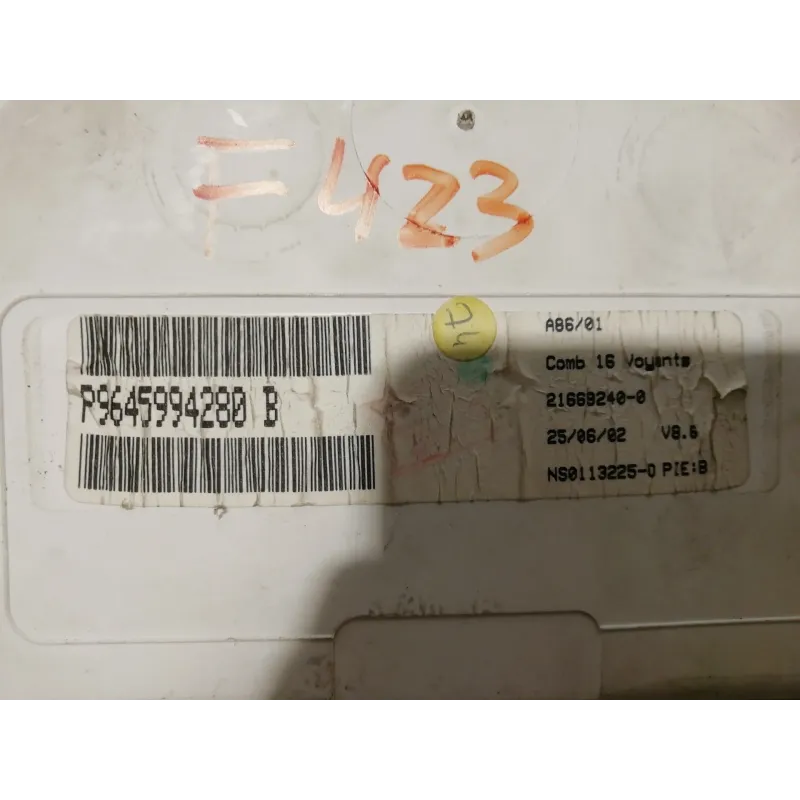 F423
A86/01
Comb 16 Voyants
P9645994280 B
21669240-0
25/06/02 V8.6
NS0113225-0 PIE:B